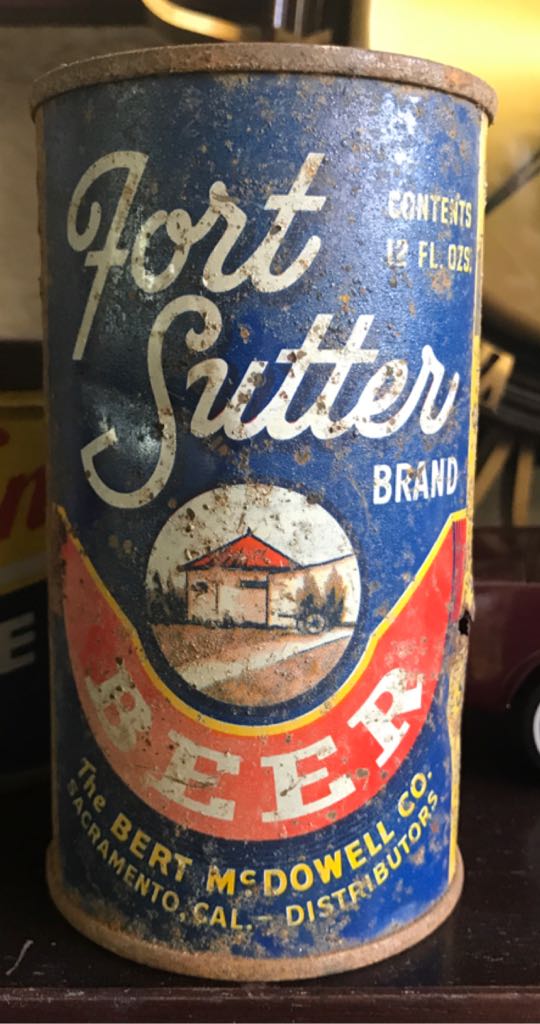 Fort
Sutter
CONTENTS
12 FL. OZS.
BRAND
BEER
The BERT McDOWELL CO.
SACRAMENTO, CAL. - DISTRIBUTORS